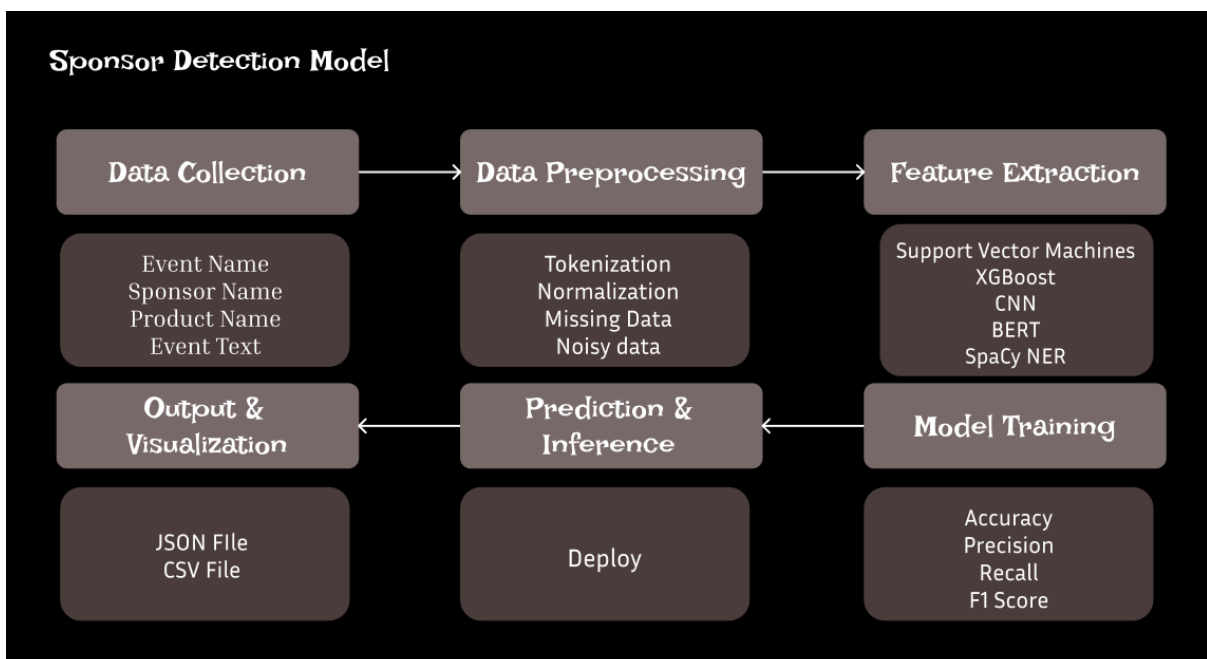 Sponsor Detection Model
Data Collection
Data Preprocessing
Feature Extraction
Event Name
Sponsor Name
Product Name
Event Text
Tokenization
Normalization
Missing Data
Noisy data
Support Vector Machines
XGBoost
CNN
BERT
SpaCy NER
Output &
Visualization
Prediction &
Inference
Model Training
JSON FIle
CSV File
Deploy
Accuracy
Precision
Recall
F1 Score